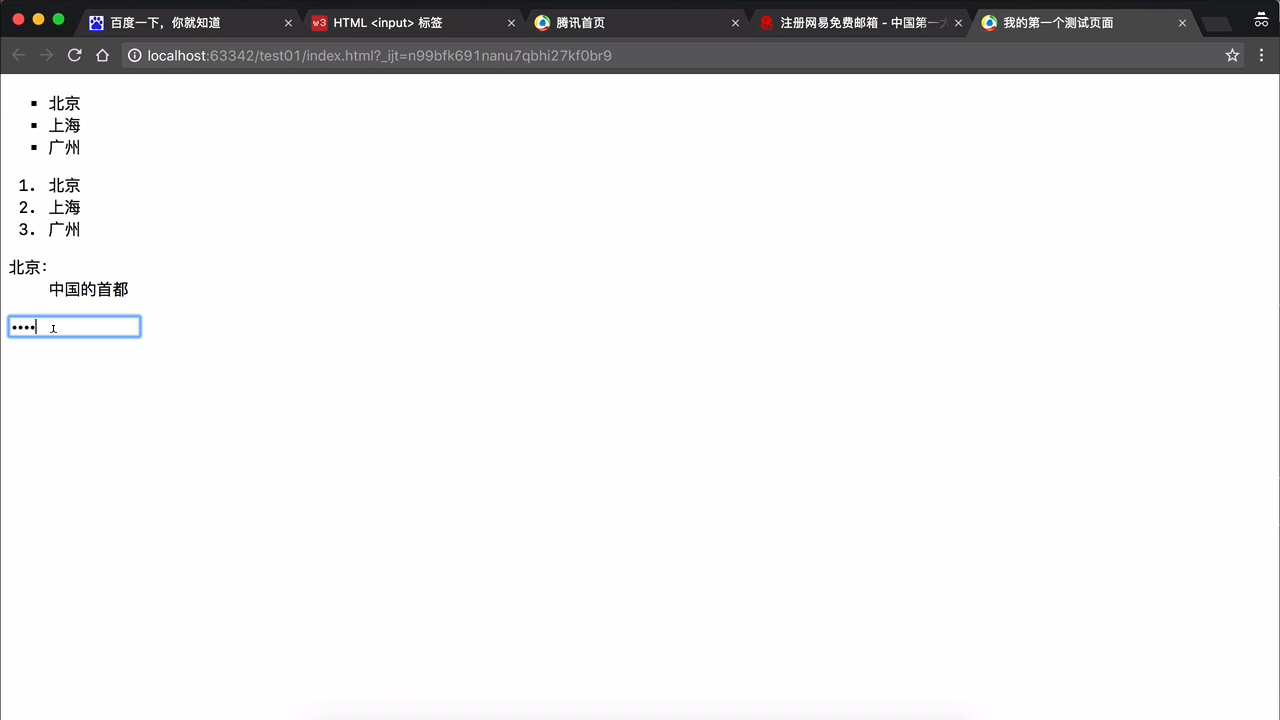 百度一下，你就知道
HTML <input> 标签
腾讯首页
注册网易免费邮箱 - 中国第一大
我的第一个测试页面
localhost:63342/test01/index.html?_ijt=n99bfk691nanu7qbhi27kf0br9
▪ 北京
▪ 上海
▪ 广州
1. 北京
2. 上海
3. 广州
北京:
中国的首都
••••